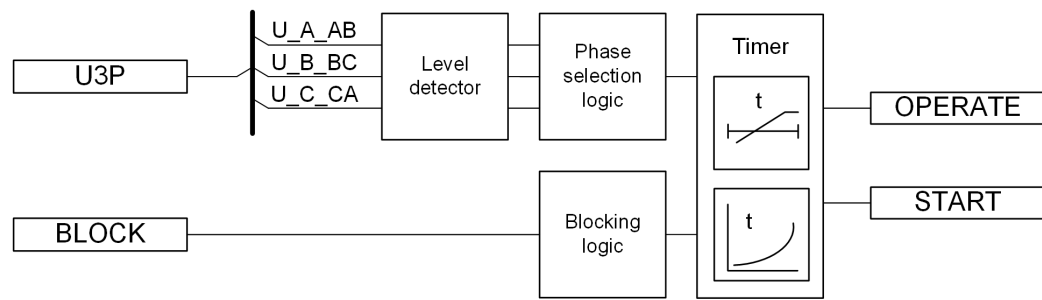 U3P
U_A_AB
U_B_BC
U_C_CA
Level
detector
Phase
selection
logic
Timer
t
t
OPERATE
START
BLOCK
Blocking
logic